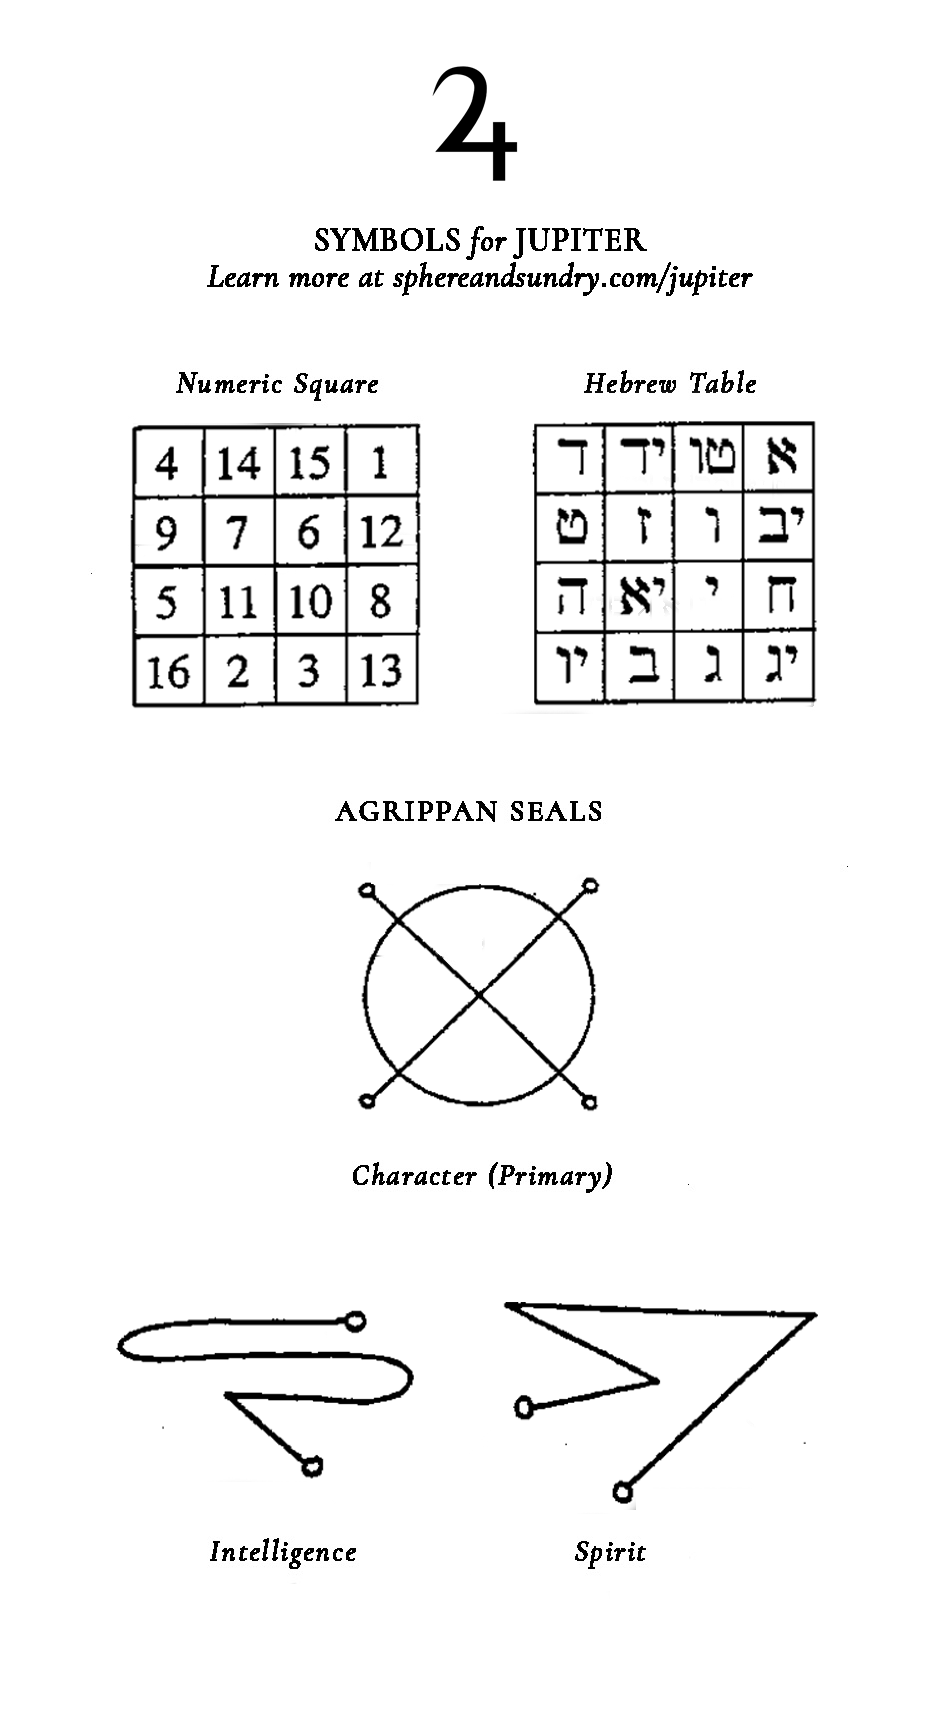 ♃
SYMBOLS for JUPITER
Learn more at sphereandsundry.com/jupiter
Numeric Square Hebrew Table
4 14 15 1
9 7 6 12
5 11 10 8
16 2 3 13
ד יד טו א
ט ז ו יב
ה יא י ח
יו ב ג יג
AGRIPPAN SEALS
Character (Primary)
Intelligence Spirit